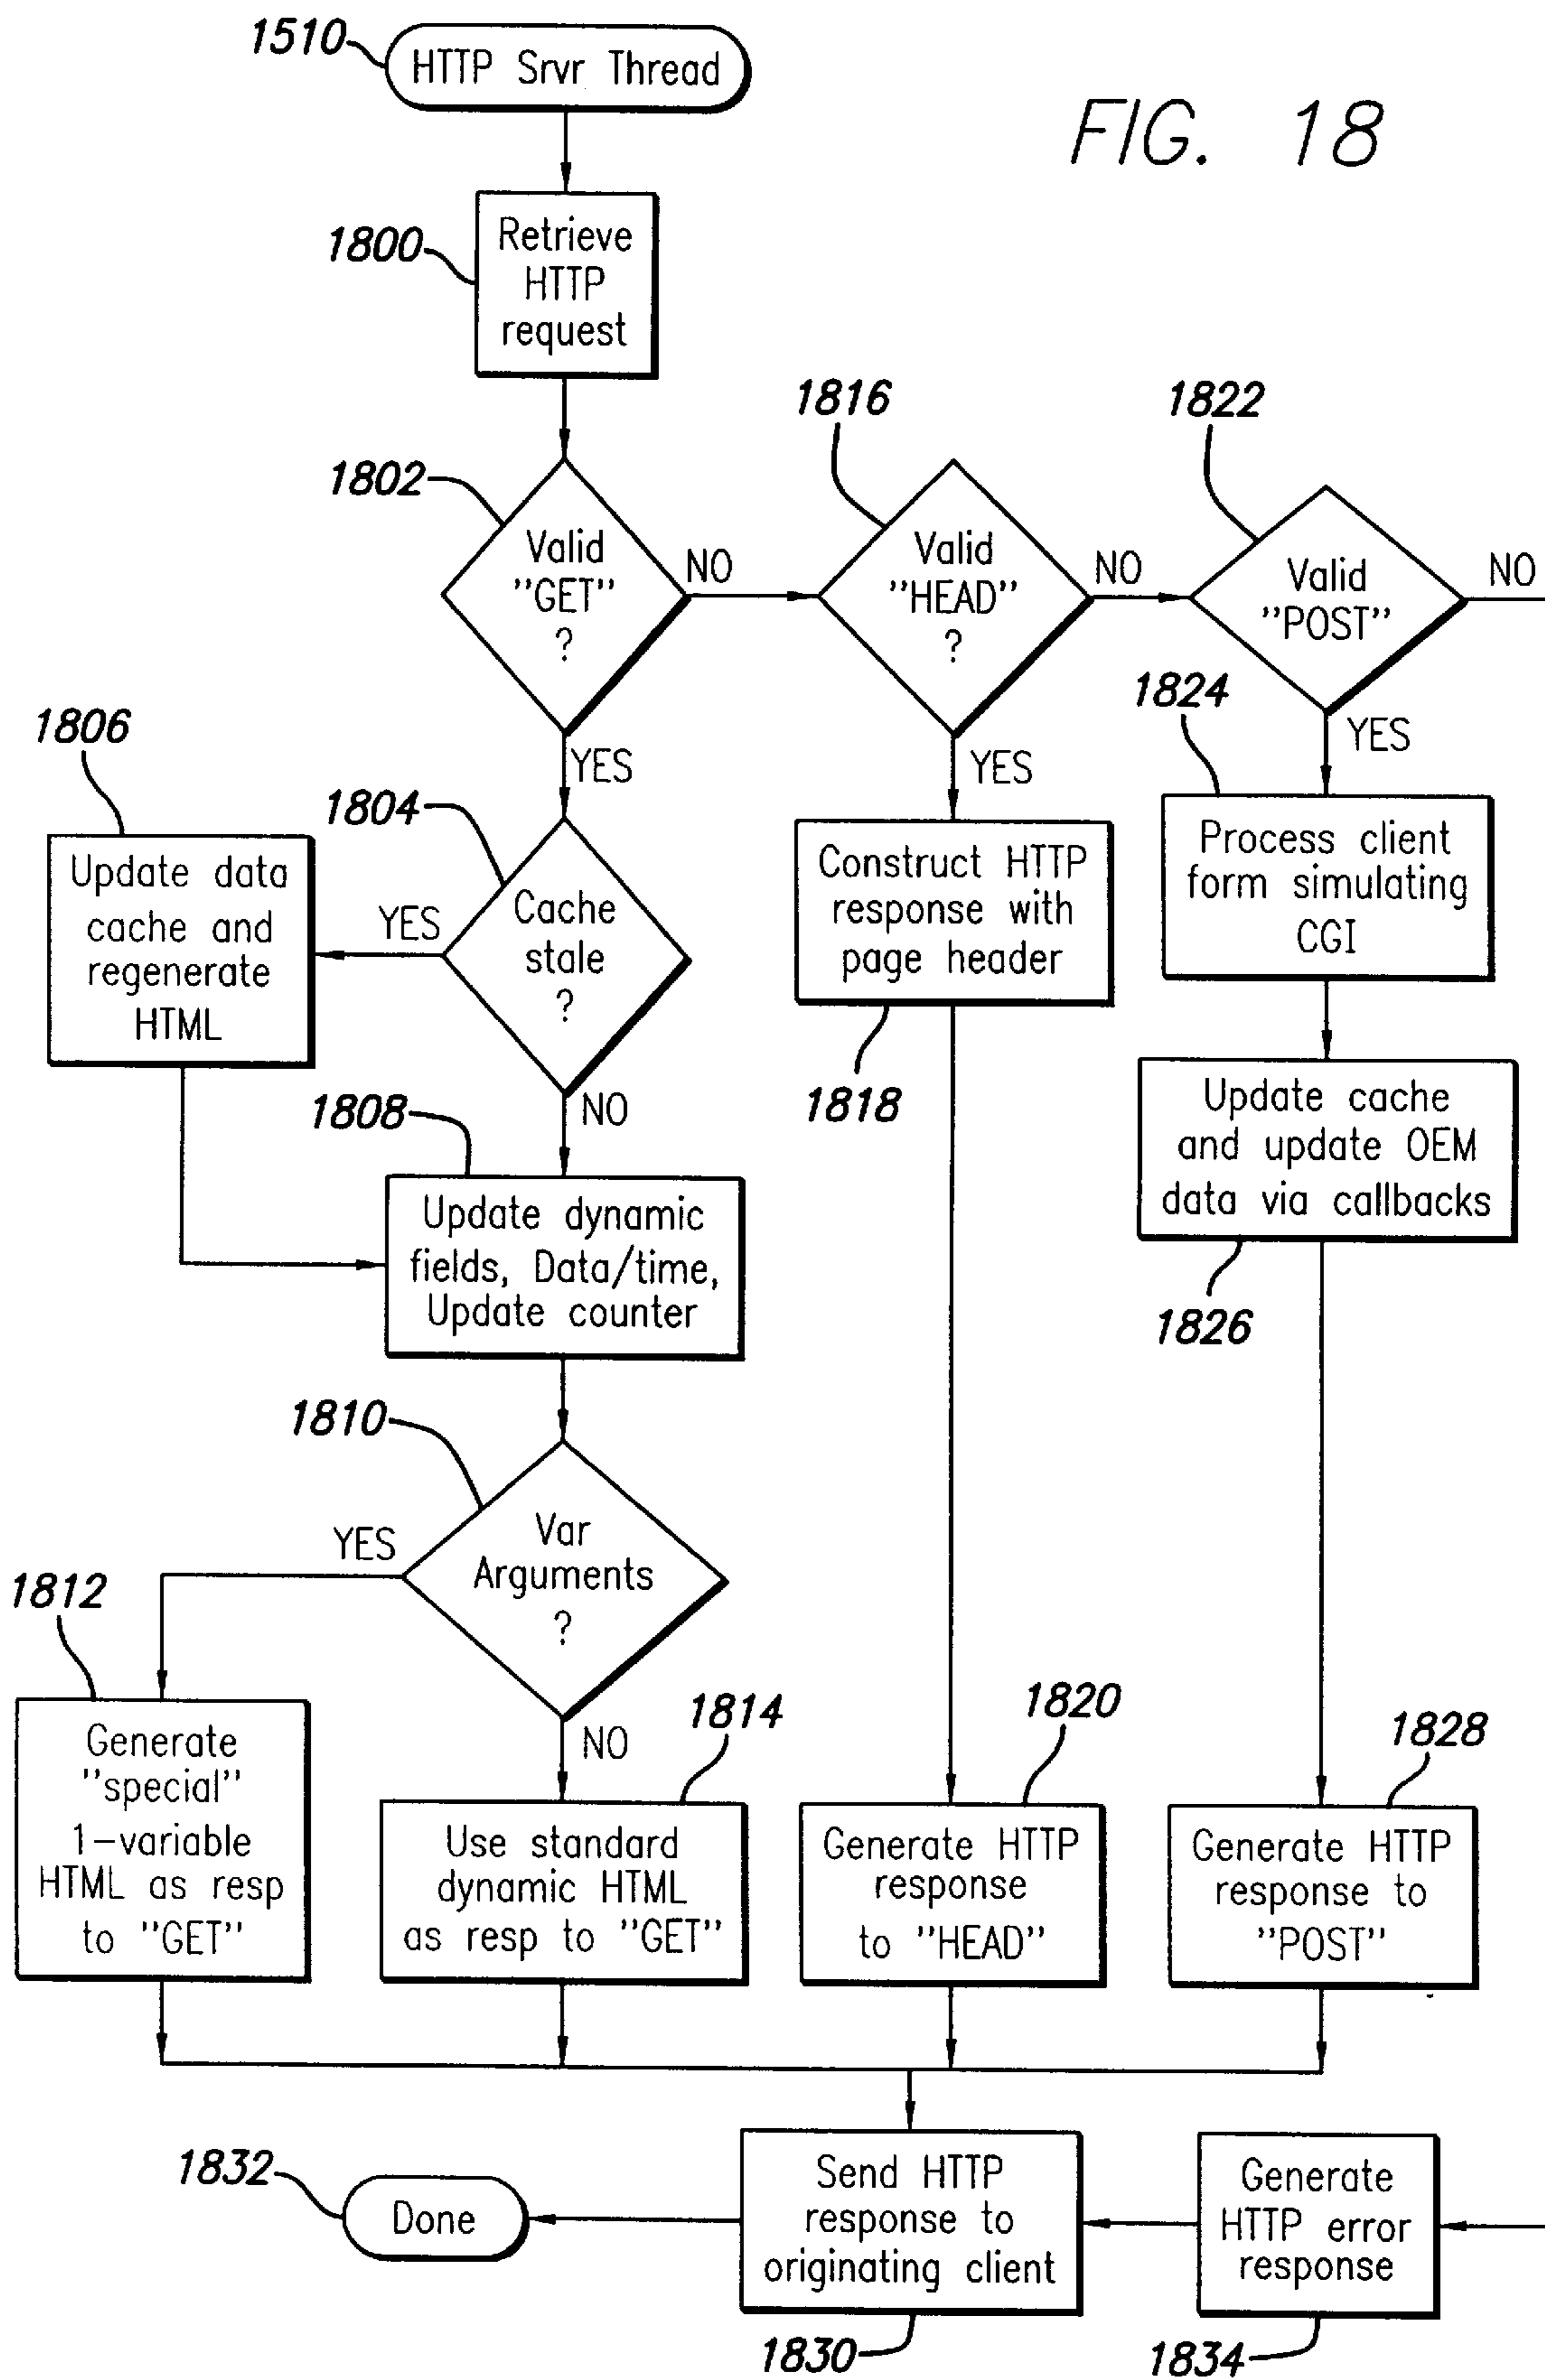 1510
HTTP Srvr Thread
FIG. 18
1800
Retrieve
HTTP
request
1802
Valid
"GET"
?
NO
YES
1816
Valid
"HEAD"
?
NO
YES
1822
Valid
"POST"
NO
YES
1804
Cache
stale
?
YES
NO
1806
Update data
cache and
regenerate
HTML
1818
Construct HTTP
response with
page header
1824
Process client
form simulating
CGI
1826
Update cache
and update OEM
data via callbacks
1808
Update dynamic
fields, Data/time,
Update counter
1810
Var
Arguments
?
YES
NO
1812
Generate
"special"
1-variable
HTML as resp
to "GET"
1814
Use standard
dynamic HTML
as resp to "GET"
1820
Generate HTTP
response
to "HEAD"
1828
Generate HTTP
response to
"POST"
1832
Done
Send HTTP
response to
originating client
1830
Generate
HTTP error
response
1834